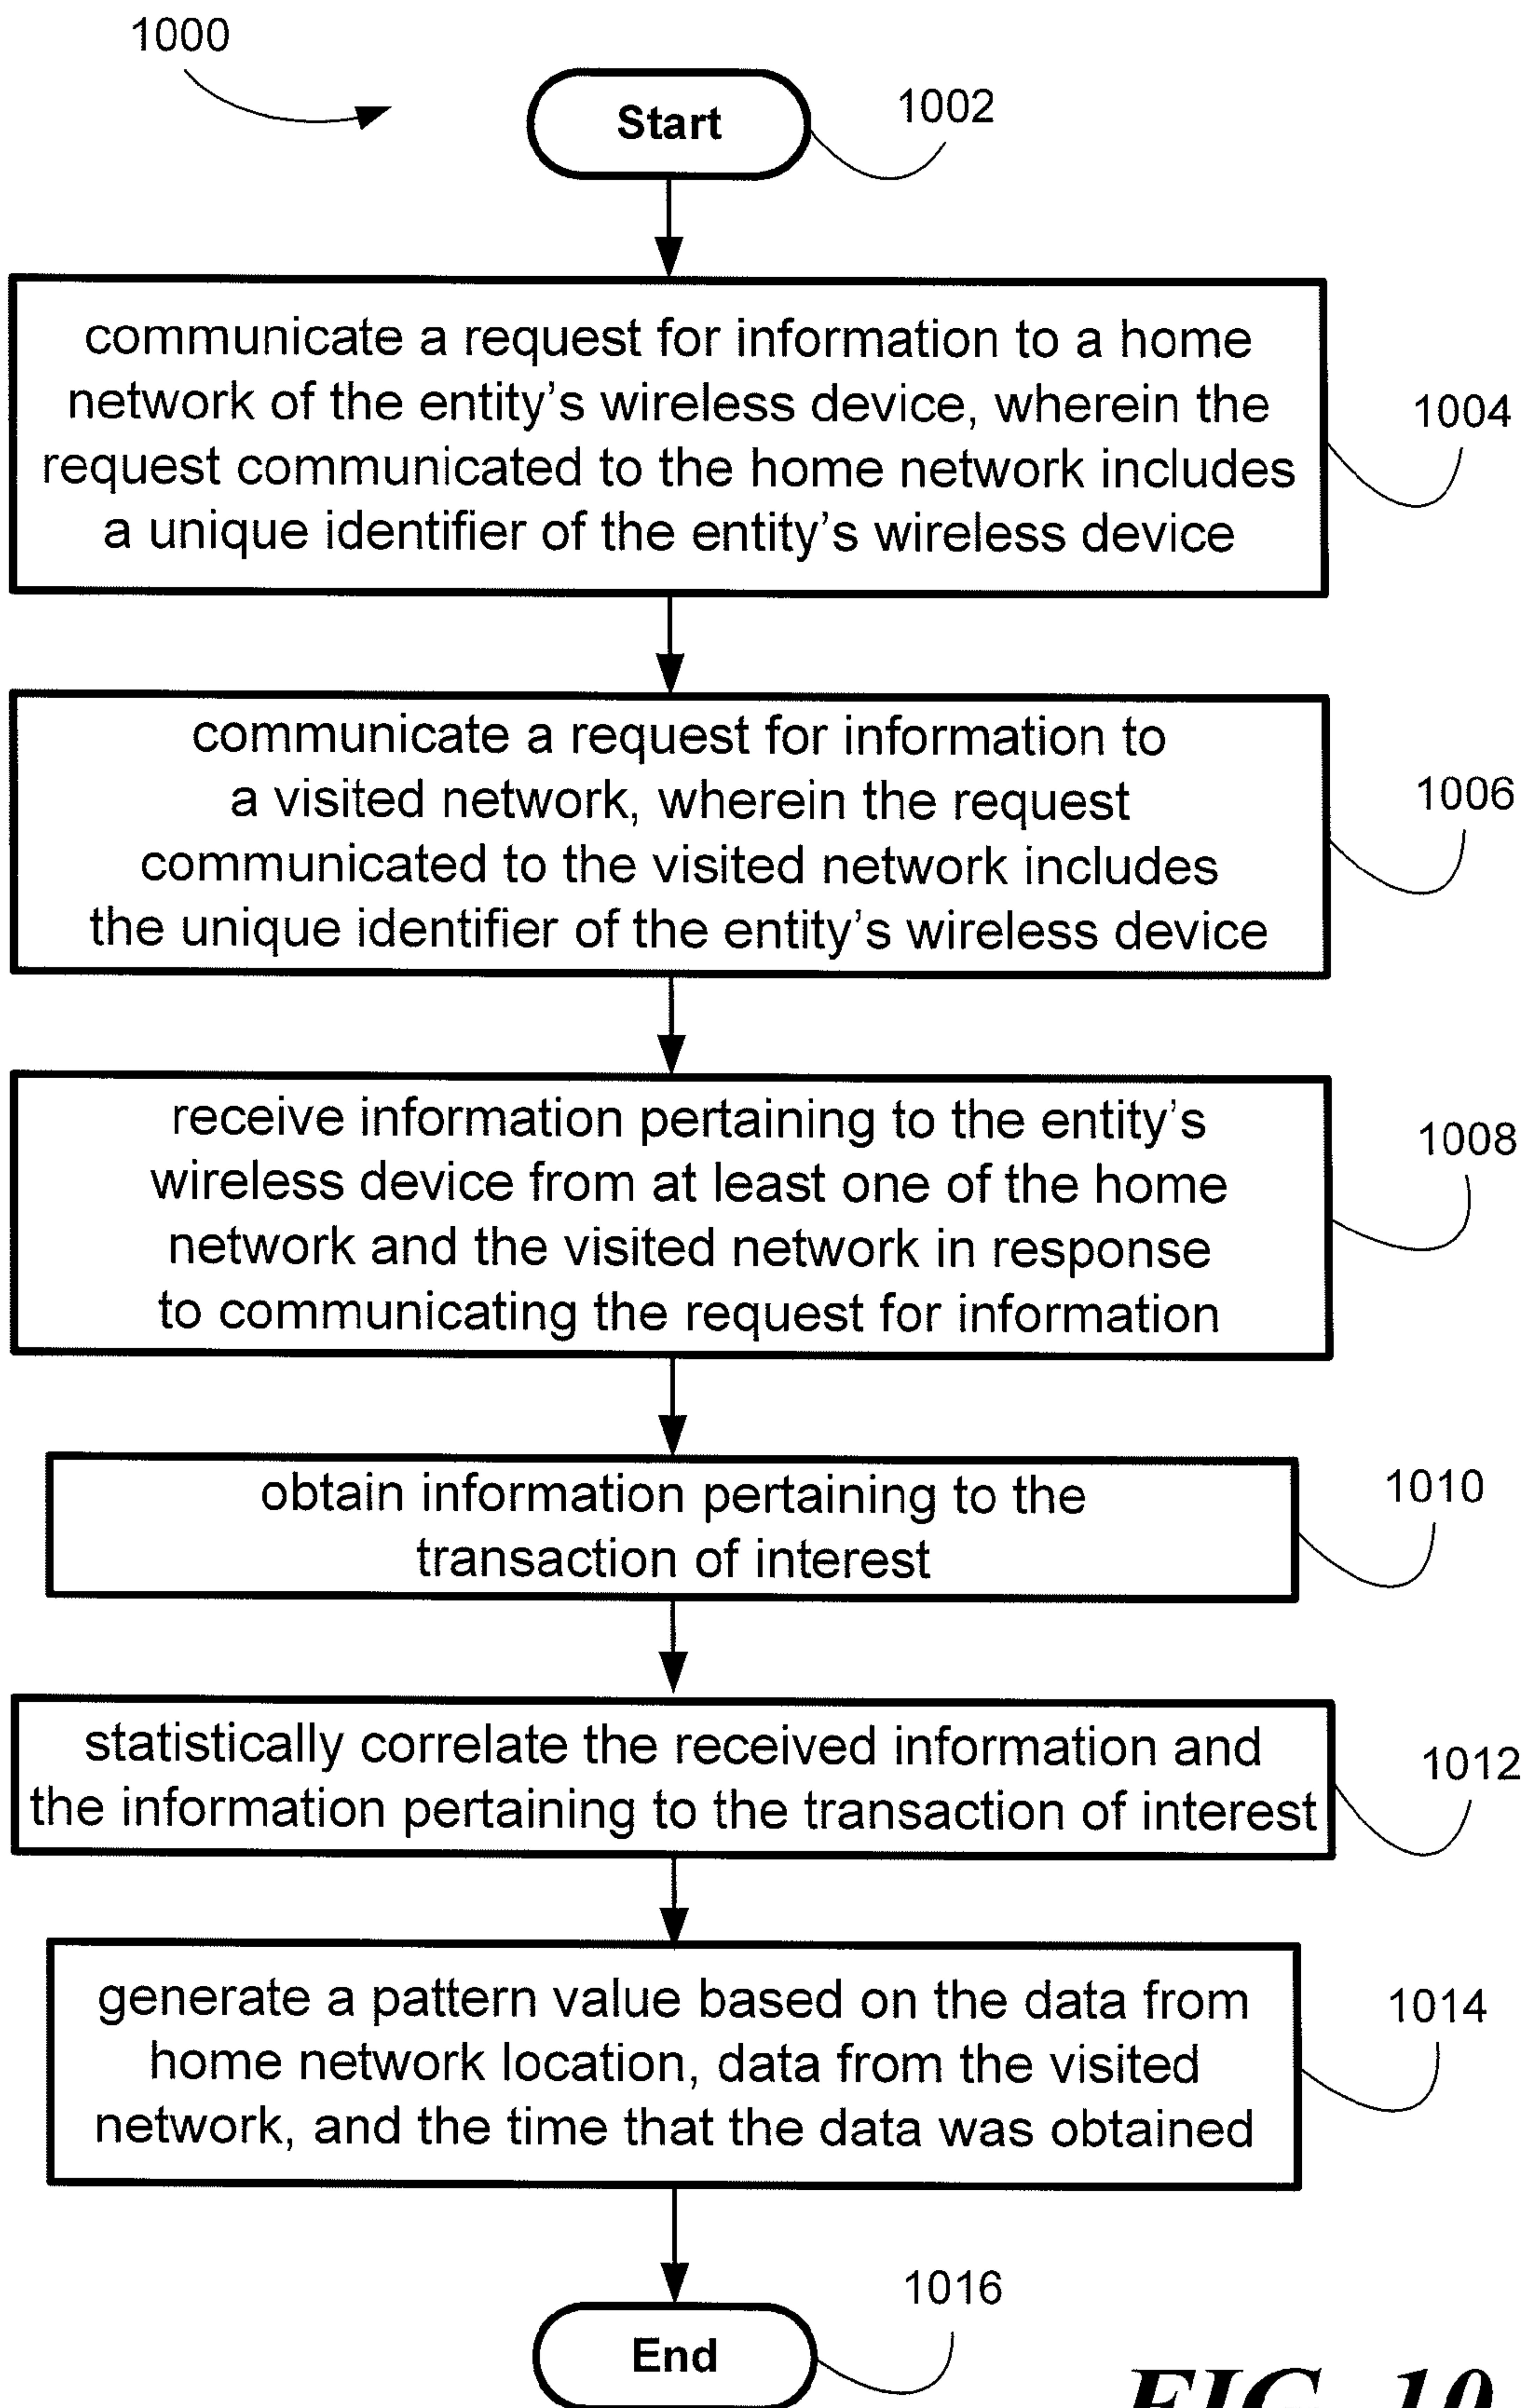 1000
Start
1002
communicate a request for information to a home
network of the entity's wireless device, wherein the
request communicated to the home network includes
a unique identifier of the entity's wireless device
1004
communicate a request for information to
a visited network, wherein the request
communicated to the visited network includes
the unique identifier of the entity's wireless device
1006
receive information pertaining to the entity's
wireless device from at least one of the home
network and the visited network in response
to communicating the request for information
1008
obtain information pertaining to the
transaction of interest
1010
statistically correlate the received information and
the information pertaining to the transaction of interest
1012
generate a pattern value based on the data from
home network location, data from the visited
network, and the time that the data was obtained
1014
End
1016
FIG. 10